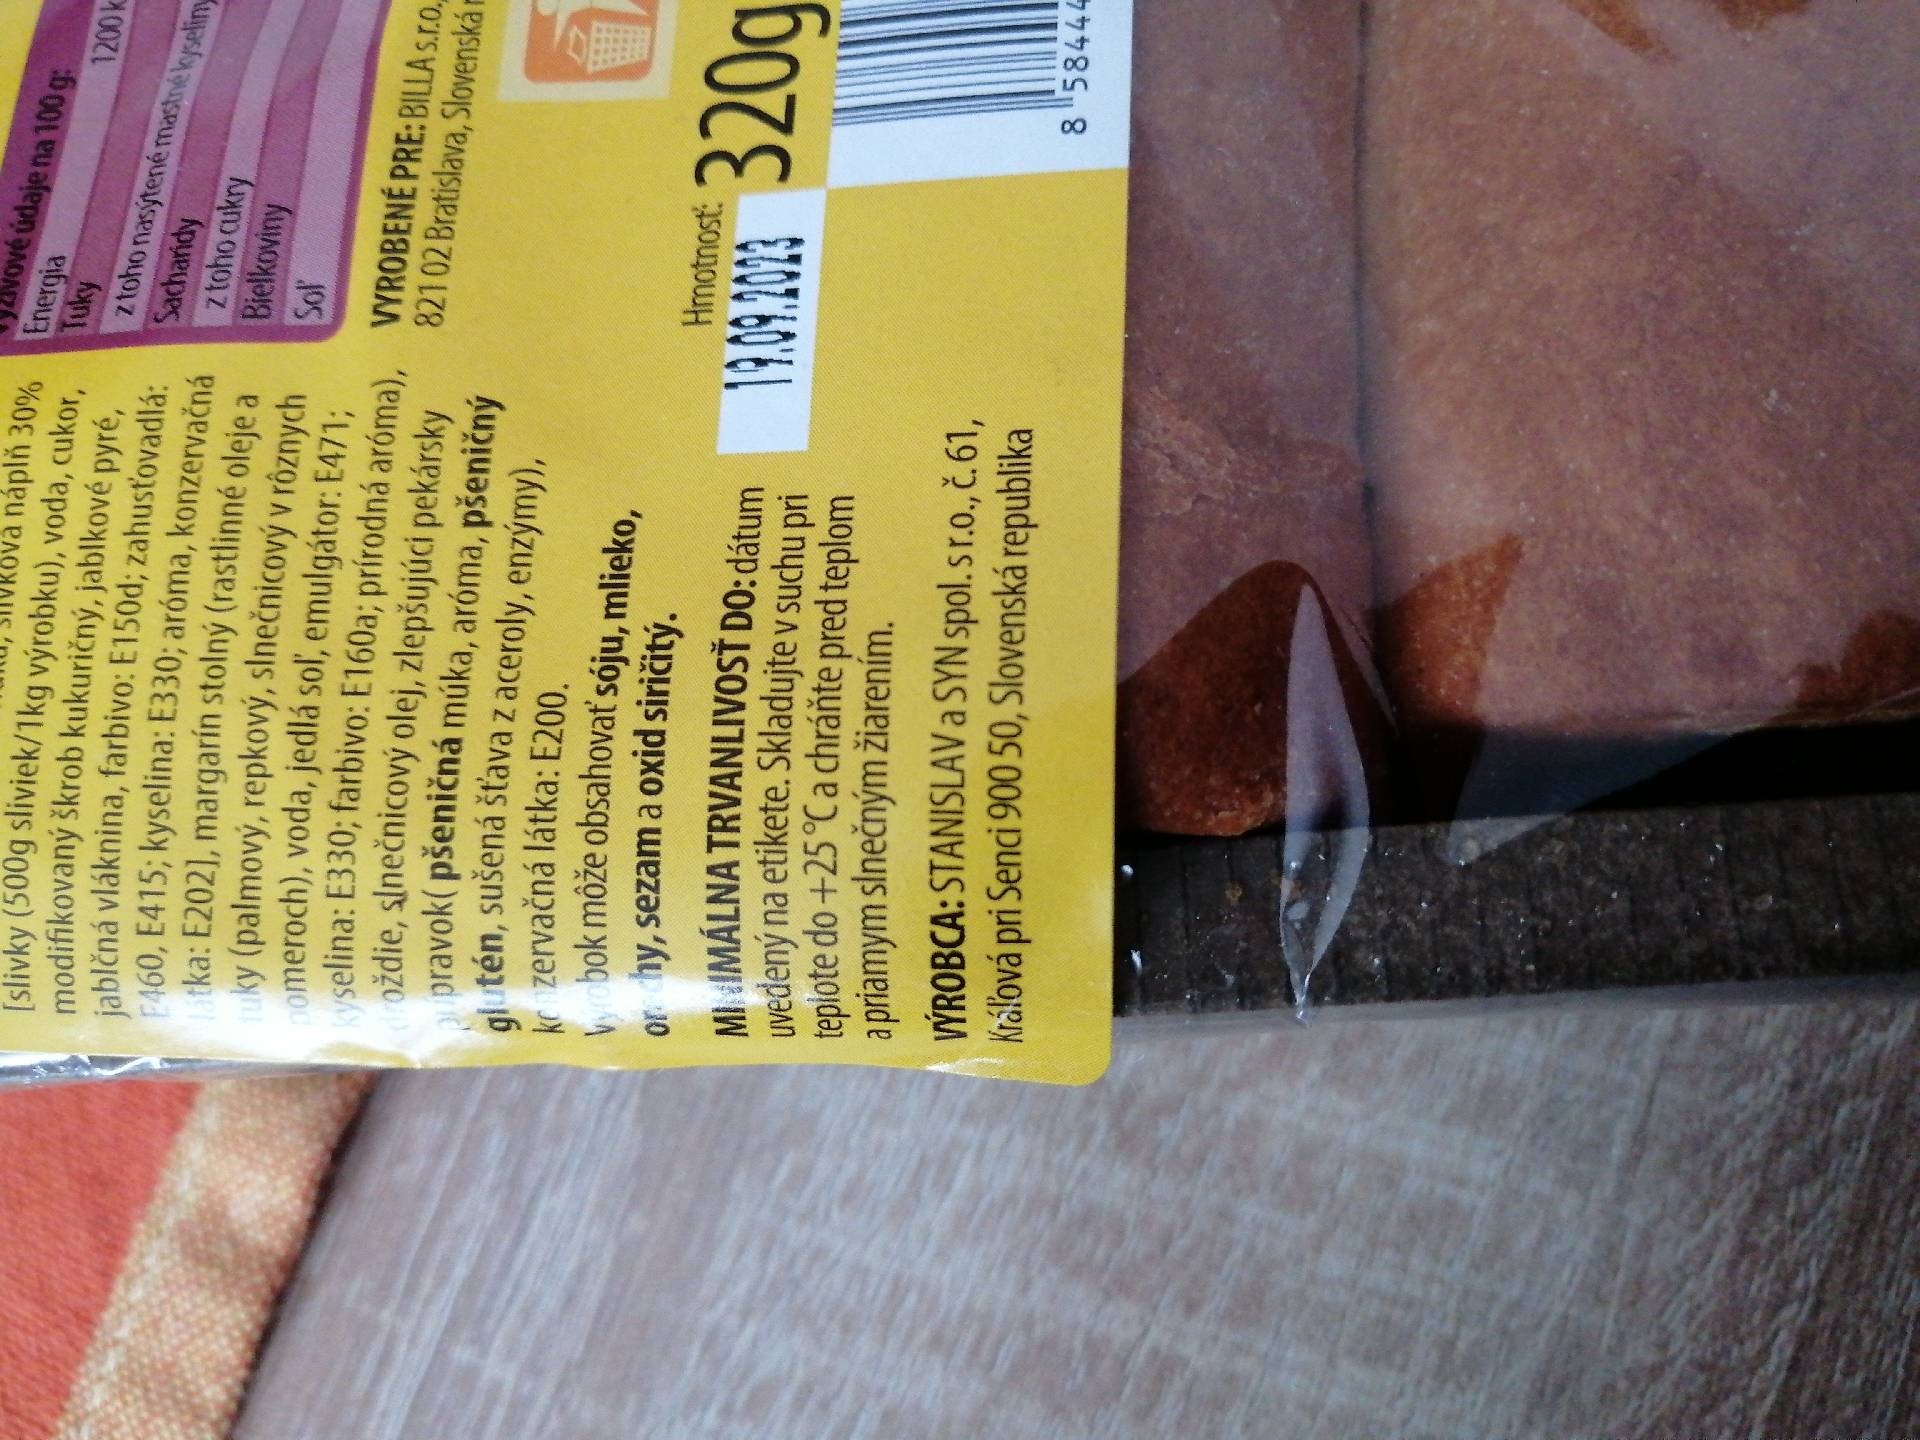 [slivky (500g sliviek/1kg výrobku), voda, cukor,
modifikovaný škrob kukuričný, jablkové pyré,
jabĺčná vláknina, farbivo: E150d; zahusťovadlá:
E460, E415; kyselina: E330; aróma, konzervačná
látka: E202], margarín stolný (rastlinné oleje a
tuky (palmový, repkový, slnečnicový v rôznych
pomeroch), voda, jedlá soľ, emulgátor: E471;
kyselina: E330; farbivo: E160a; prírodná aróma),
droždie, slnečnicový olej, zlepšujúci pekársky
prípravok( pšeničná múka, aróma, pšeničný
glutén, sušená šťava z aceroly, enzýmy),
konzervačná látka: E200.
Výrobok môže obsahovať sóju, mlieko,
orechy, sezam a oxid siričitý.
MINIMÁLNA TRVANLIVOSŤ DO: dátum
uvedený na etikete. Skladujte v suchu pri
teplote do +25 °C a chráňte pred teplom
a priamym slnečným žiarením.
VÝROBCA: STANISLAV a SYN spol. s r.o., č. 61,
Kráľová pri Senci 900 50, Slovenská republika
Výživové údaje na 100 g:
Energia 1200 k
Tuky
z toho nasýtené mastné kyseliny
Sacharidy
z toho cukry
Bielkoviny
Soľ
VYROBENÉ PRE: BILLA s.r.o.,
821 02 Bratislava, Slovenská
Hmotnosť: 320g
19.09.2023
8 58444